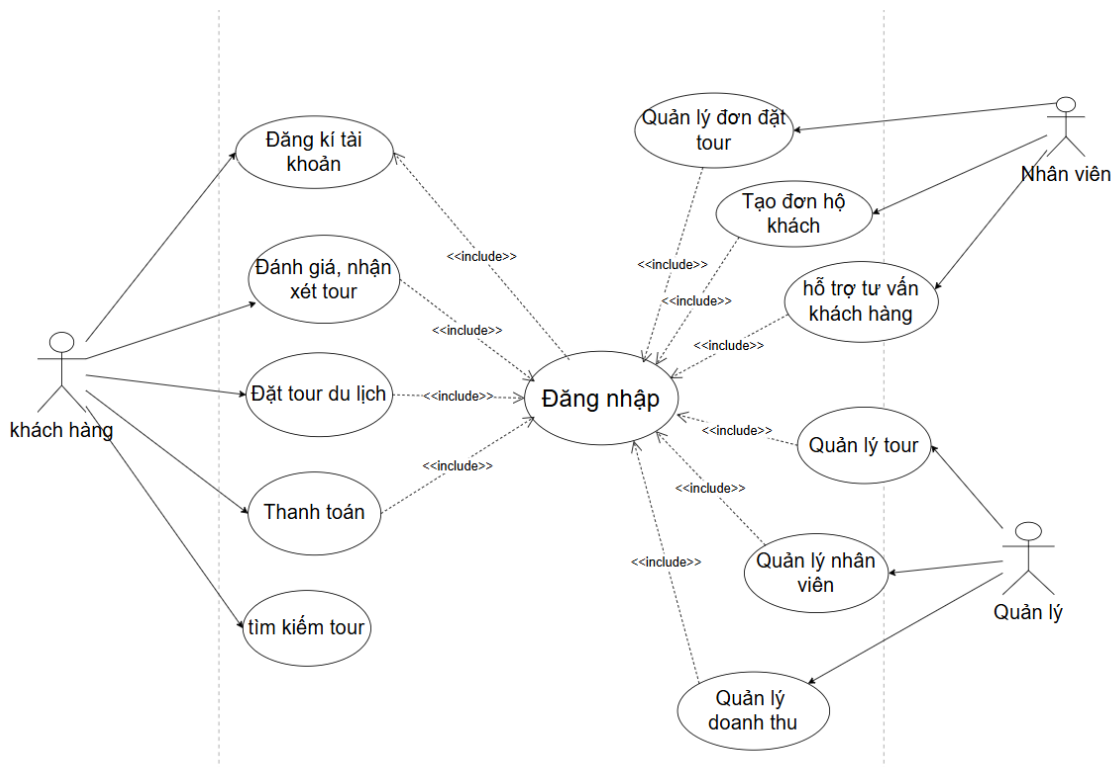 Đăng kí tài
khoản
Đánh giá, nhận
xét tour
Đặt tour du lịch
Thanh toán
tìm kiếm tour
khách hàng
<<include>>
<<include>>
<<include>>
<<include>>
Đăng nhập
Quản lý đơn đặt
tour
Tạo đơn hộ
khách
hỗ trợ tư vấn
khách hàng
Nhân viên
<<include>>
<<include>>
<<include>>
<<include>>
<<include>>
<<include>>
Quản lý tour
Quản lý nhân
viên
Quản lý
doanh thu
Quản lý